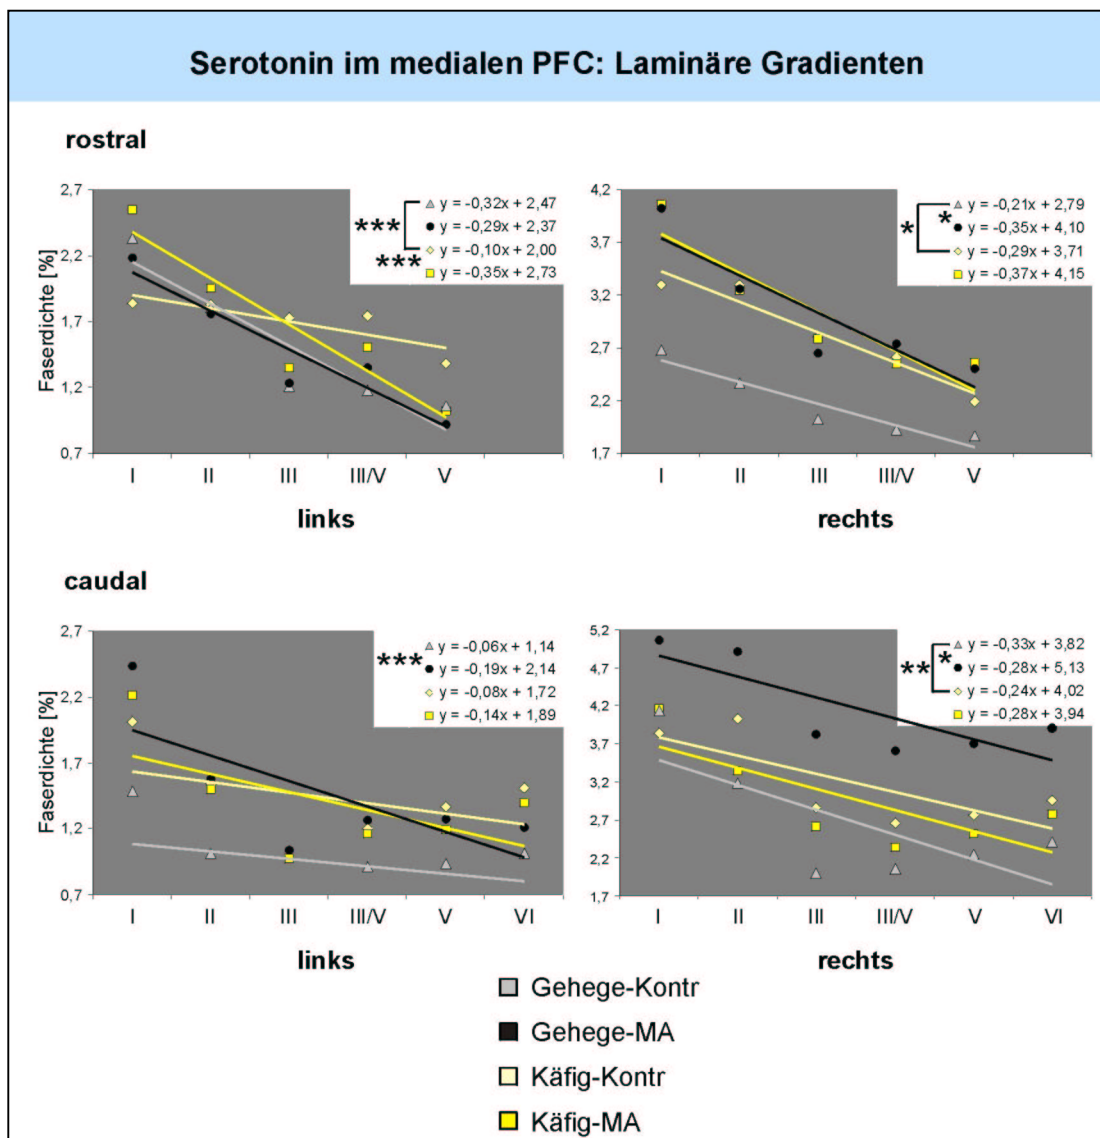 Serotonin im medialen PFC: Laminäre Gradienten
rostral
Faserdichte [%]
2,7
2,2
1,7
1,2
0,7
*** y = -0,32x + 2,47
y = -0,29x + 2,37
y = -0,10x + 2,00
*** y = -0,35x + 2,73
I II III III/V V
links
4,2
3,7
3,2
2,7
2,2
1,7
y = -0,21x + 2,79
* * y = -0,35x + 4,10
y = -0,29x + 3,71
y = -0,37x + 4,15
I II III III/V V
rechts
caudal
Faserdichte [%]
2,7
2,2
1,7
1,2
0,7
y = -0,06x + 1,14
*** y = -0,19x + 2,14
y = -0,08x + 1,72
y = -0,14x + 1,89
I II III III/V V VI
links
5,2
4,7
4,2
3,7
3,2
2,7
2,2
1,7
y = -0,33x + 3,82
** * y = -0,28x + 5,13
y = -0,24x + 4,02
y = -0,28x + 3,94
I II III III/V V VI
rechts
Gehege-Kontr
Gehege-MA
Käfig-Kontr
Käfig-MA